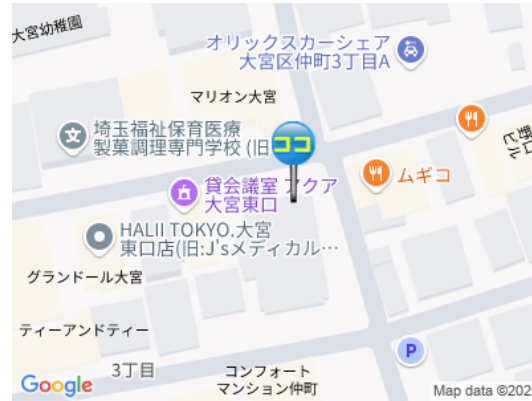 大宮幼稚園
オリックスカーシェア
大宮区仲町3丁目A
マリオン大宮
埼玉福祉保育医療
製菓調理専門学校 (旧
ココ
野口
ビル
ムギコ
貸会議室 アクア
大宮東口
HALII TOKYO.大宮
東口店(旧:J'sメディカル…
グランドール大宮
ティーアンドティー
P
3丁目
コンフォート
マンション仲町
Google
Map data ©202